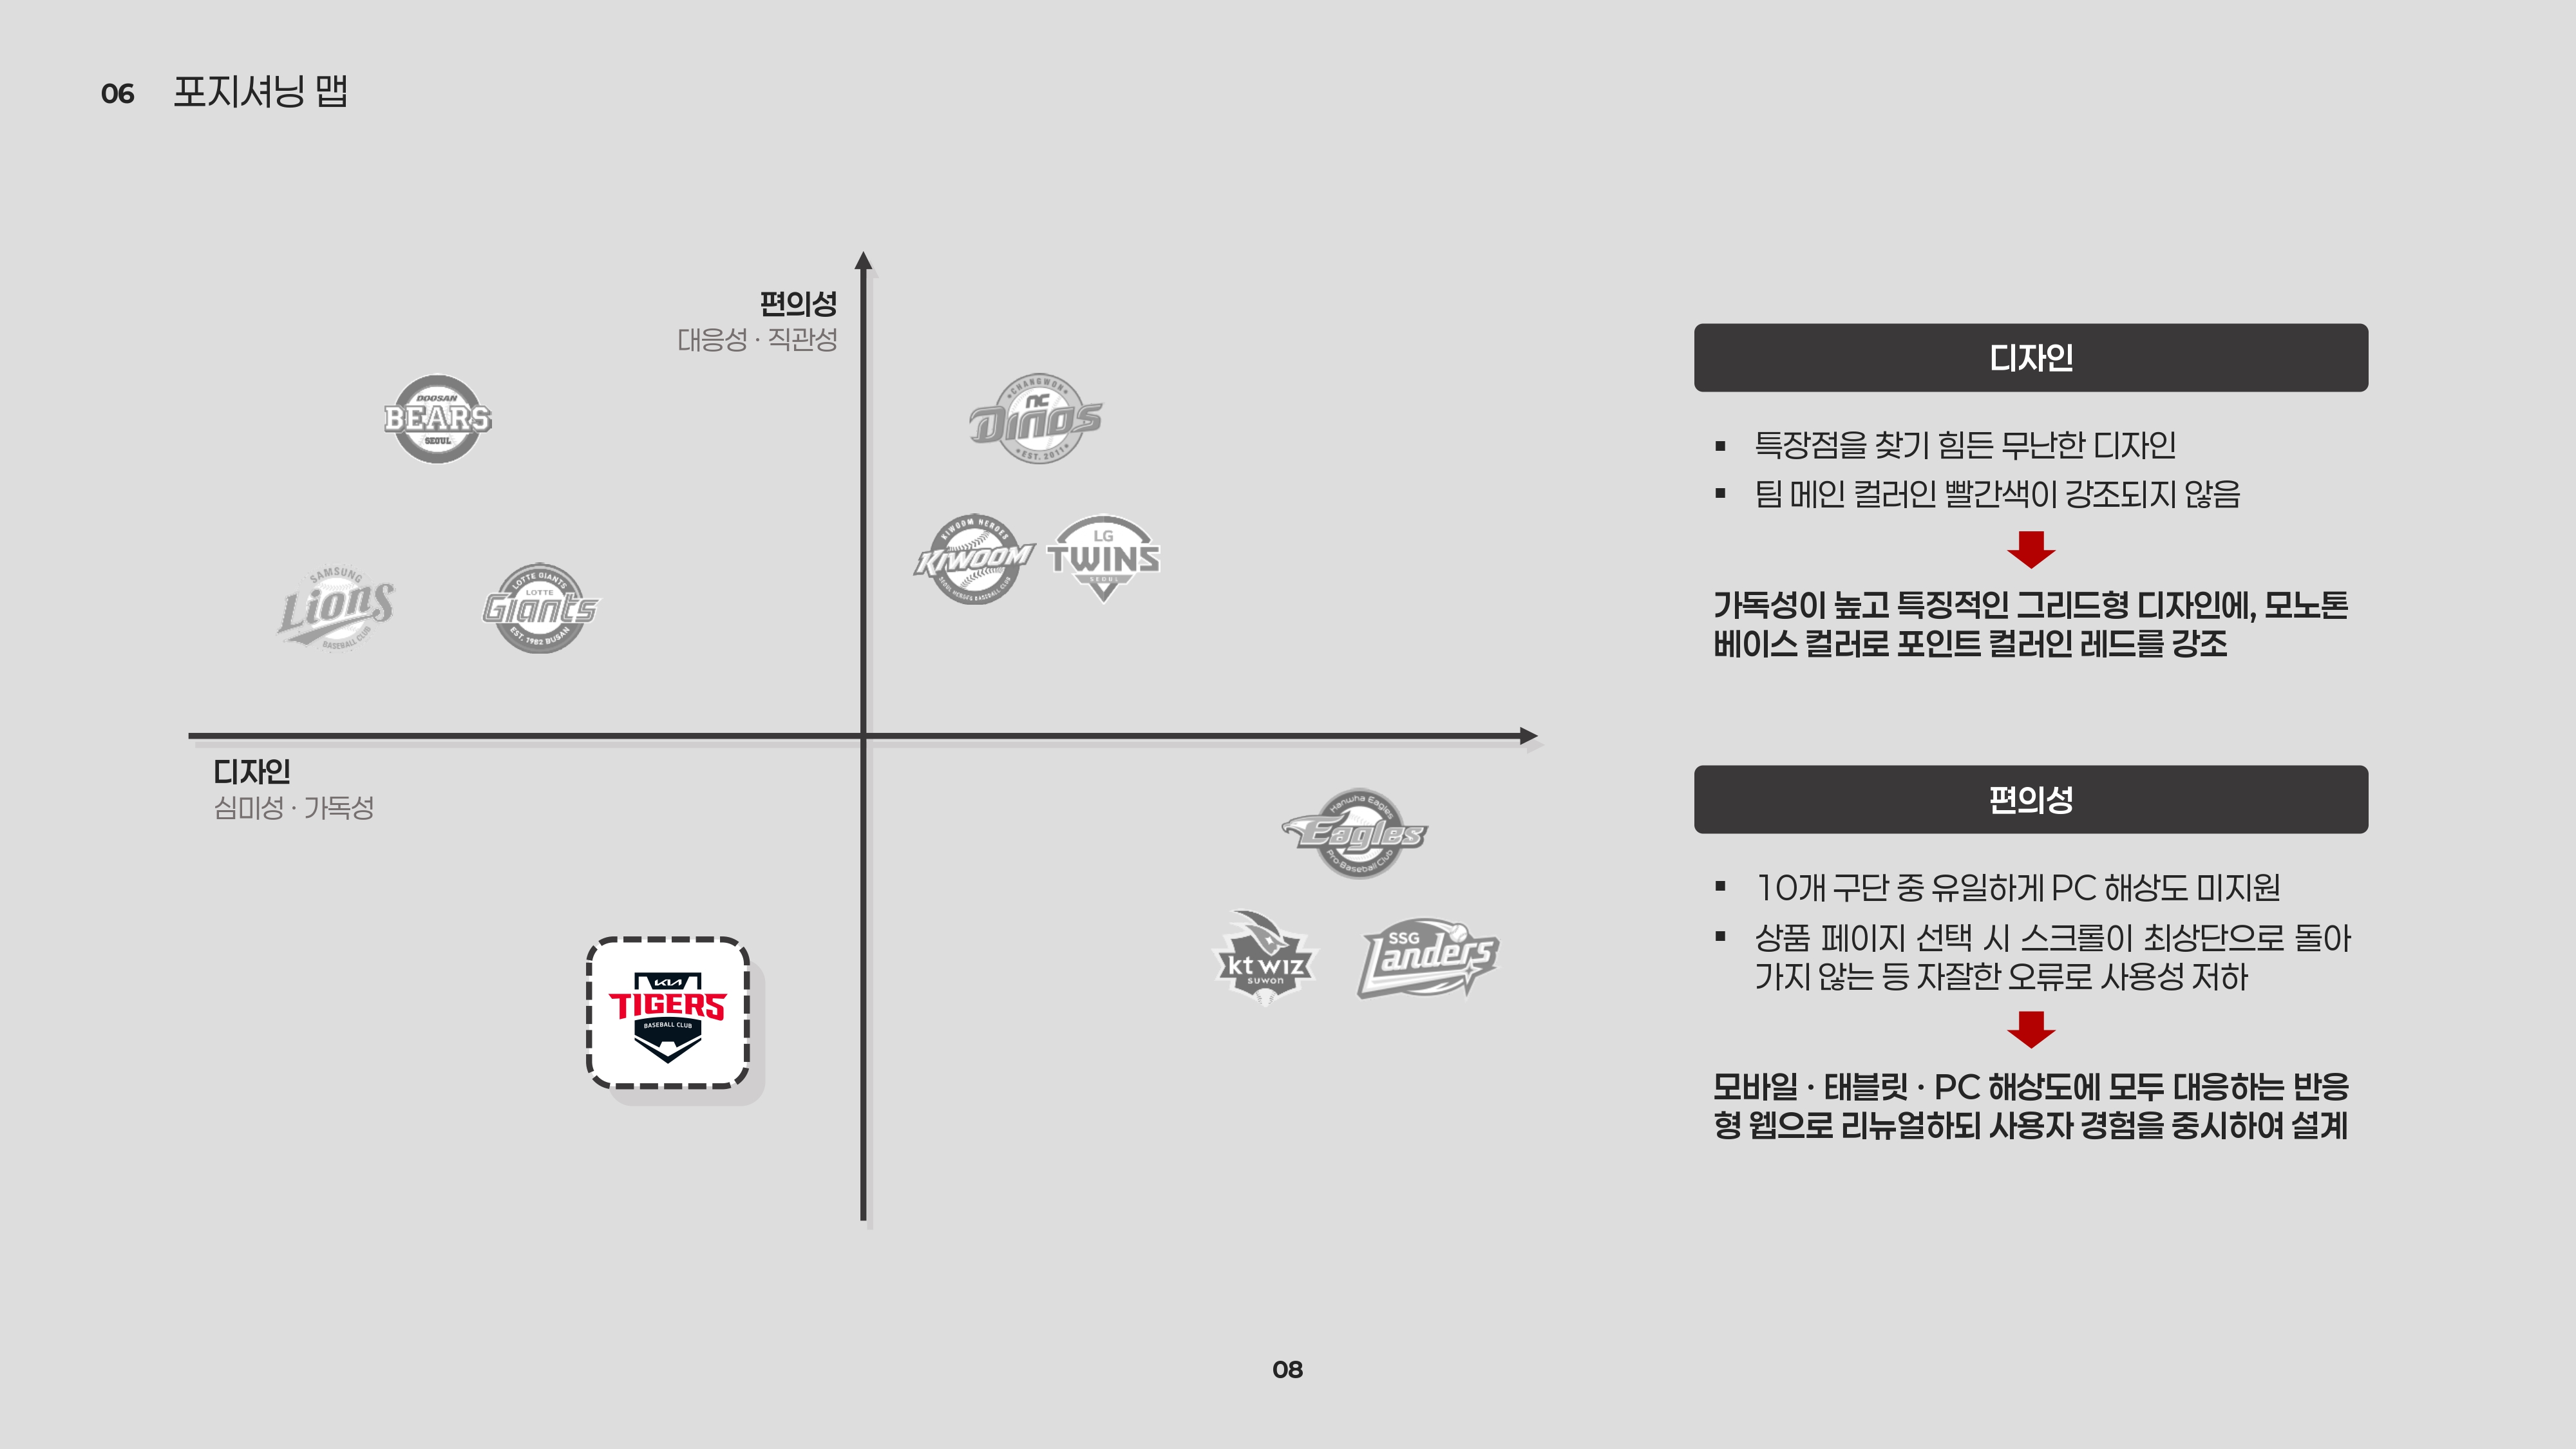 06 포지셔닝 맵
편의성
대응성 · 직관성
DOOSAN
BEARS
SEOUL
CHANGWON
NC
Dinos
EST. 2011
KIWOOM HEROES
KIWOOM
SEOUL HEROES BASEBALL CLUB
LG
TWINS
SEOUL
SAMSUNG
Lions
BASEBALL CLUB
LOTTE GIANTS
LOTTE
Giants
EST. 1982 BUSAN
디자인
심미성 · 가독성
Hanwha Eagles
Eagles
Pro Baseball Club
kt wiz
suwon
SSG
Landers
KIA
TIGERS
BASEBALL CLUB
디자인
▪ 특장점을 찾기 힘든 무난한 디자인
▪ 팀 메인 컬러인 빨간색이 강조되지 않음
가독성이 높고 특징적인 그리드형 디자인에, 모노톤
베이스 컬러로 포인트 컬러인 레드를 강조
편의성
▪ 10개 구단 중 유일하게 PC 해상도 미지원
▪ 상품 페이지 선택 시 스크롤이 최상단으로 돌아
가지 않는 등 자잘한 오류로 사용성 저하
모바일 · 태블릿 · PC 해상도에 모두 대응하는 반응
형 웹으로 리뉴얼하되 사용자 경험을 중시하여 설계
08